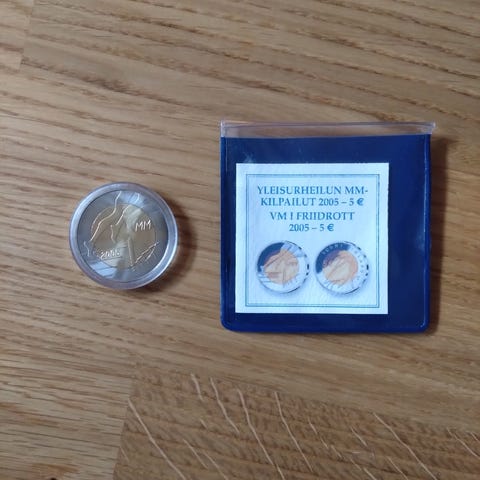 MM
2005
YLEISURHEILUN MM-
KILPAILUT 2005 – 5 €
VM I FRIIDROTT
2005 – 5 €